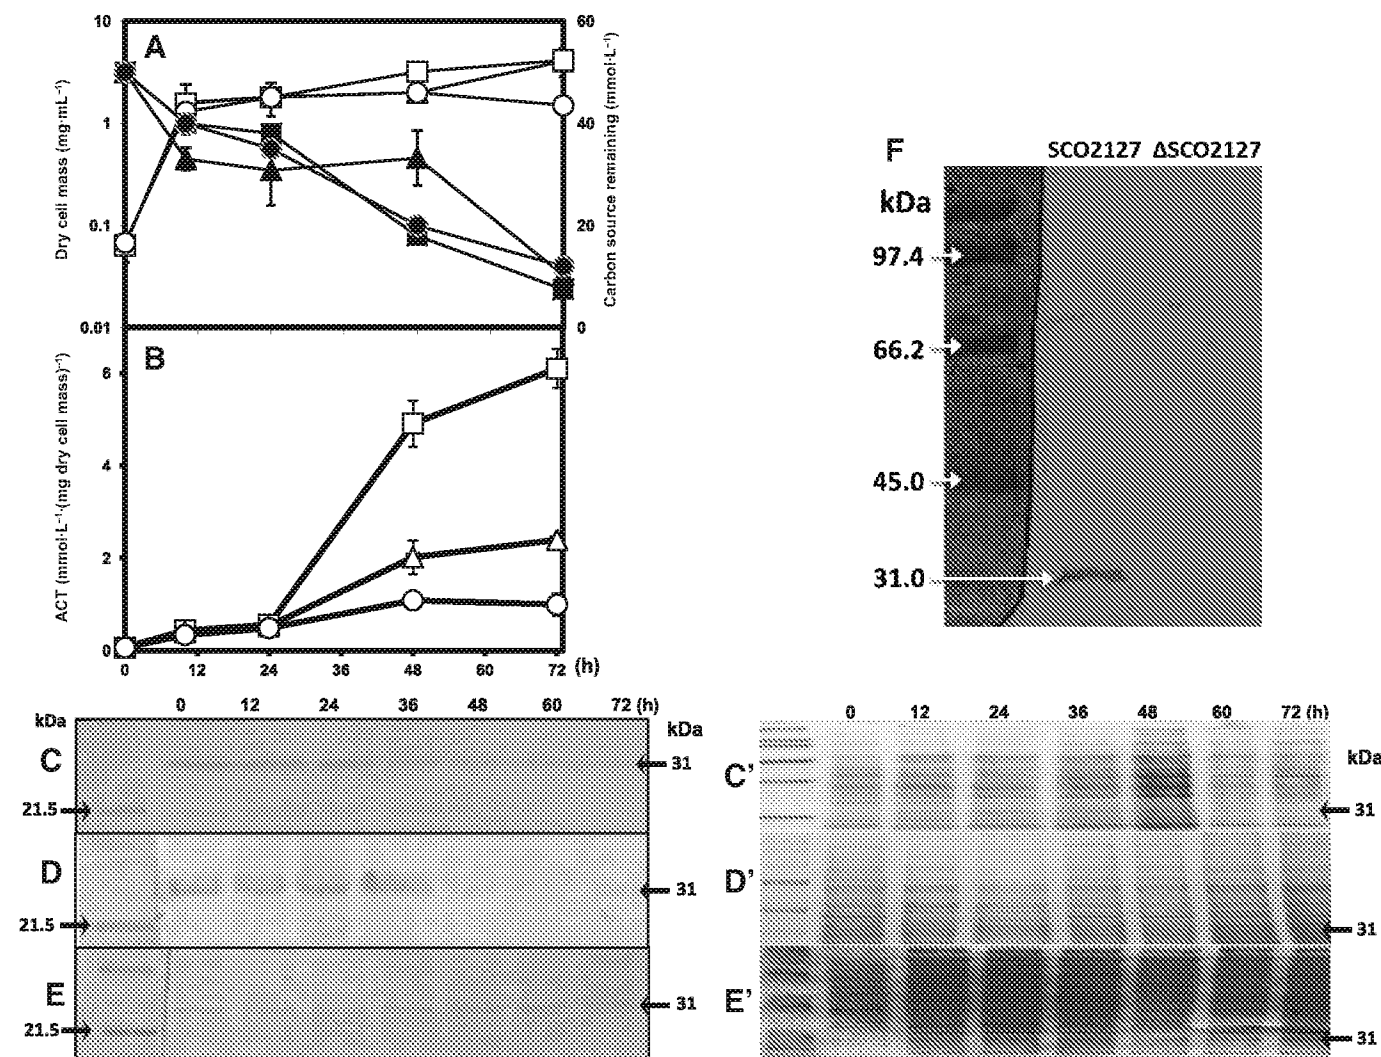 A
10
1
0.1
0.01
Dry cell mass (mg·mL⁻¹)
60
40
20
0
Carbon source remaining (mmol·L⁻¹)
B
6
4
2
0
ACT (mmol·L⁻¹·(mg dry cell mass)⁻¹)
0 12 24 36 48 60 72 (h)
F
SCO2127 ΔSCO2127
kDa
97.4
66.2
45.0
31.0
0 12 24 36 48 60 72 (h)
kDa
kDa
C
31
21.5
D
31
21.5
E
31
21.5
0 12 24 36 48 60 72 (h)
kDa
C’
31
D’
31
E’
31